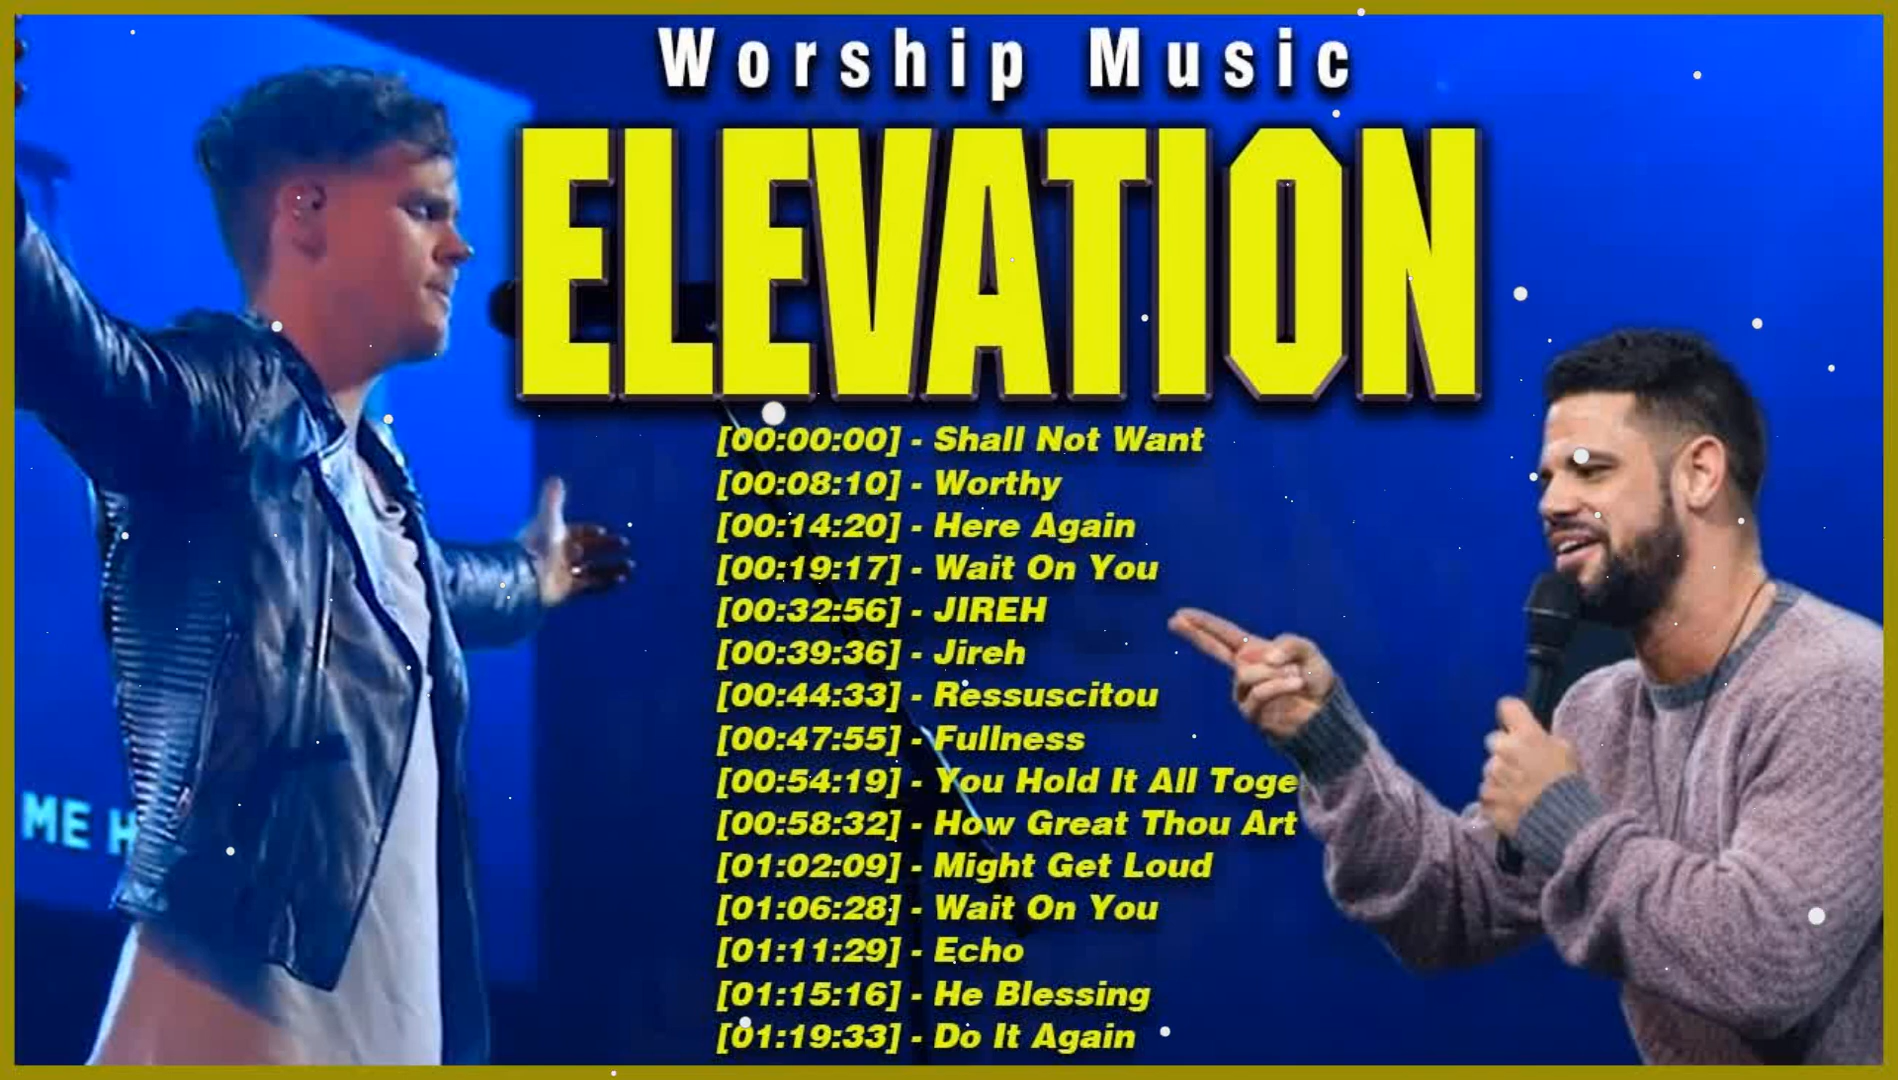 Worship Music
ELEVATION
[00:00:00] - Shall Not Want
[00:08:10] - Worthy
[00:14:20] - Here Again
[00:19:17] - Wait On You
[00:32:56] - JIREH
[00:39:36] - Jireh
[00:44:33] - Ressuscitou
[00:47:55] - Fullness
[00:54:19] - You Hold It All Toge
[00:58:32] - How Great Thou Art
[01:02:09] - Might Get Loud
[01:06:28] - Wait On You
[01:11:29] - Echo
[01:15:16] - He Blessing
[01:19:33] - Do It Again
ME H